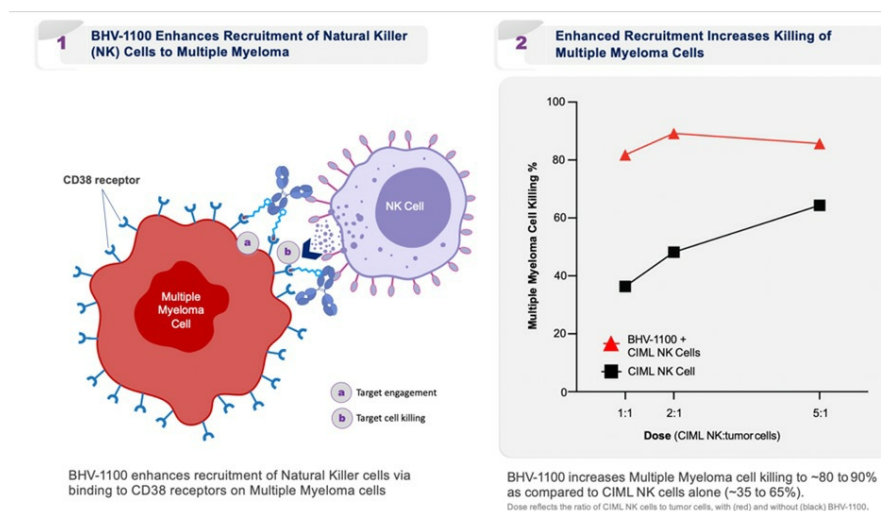 1
BHV-1100 Enhances Recruitment of Natural Killer
(NK) Cells to Multiple Myeloma
CD38 receptor
NK Cell
a
b
Multiple
Myeloma
Cell
a Target engagement
b Target cell killing
BHV-1100 enhances recruitment of Natural Killer cells via
binding to CD38 receptors on Multiple Myeloma cells
2
Enhanced Recruitment Increases Killing of
Multiple Myeloma Cells
Multiple Myeloma Cell Killing %
100
80
60
40
20
0
BHV-1100 +
CIML NK Cells
CIML NK Cell
1:1 2:1 5:1
Dose (CIML NK:tumor cells)
BHV-1100 increases Multiple Myeloma cell killing to ~80 to 90%
as compared to CIML NK cells alone (~35 to 65%).
Dose reflects the ratio of CIML NK cells to tumor cells, with (red) and without (black) BHV-1100.